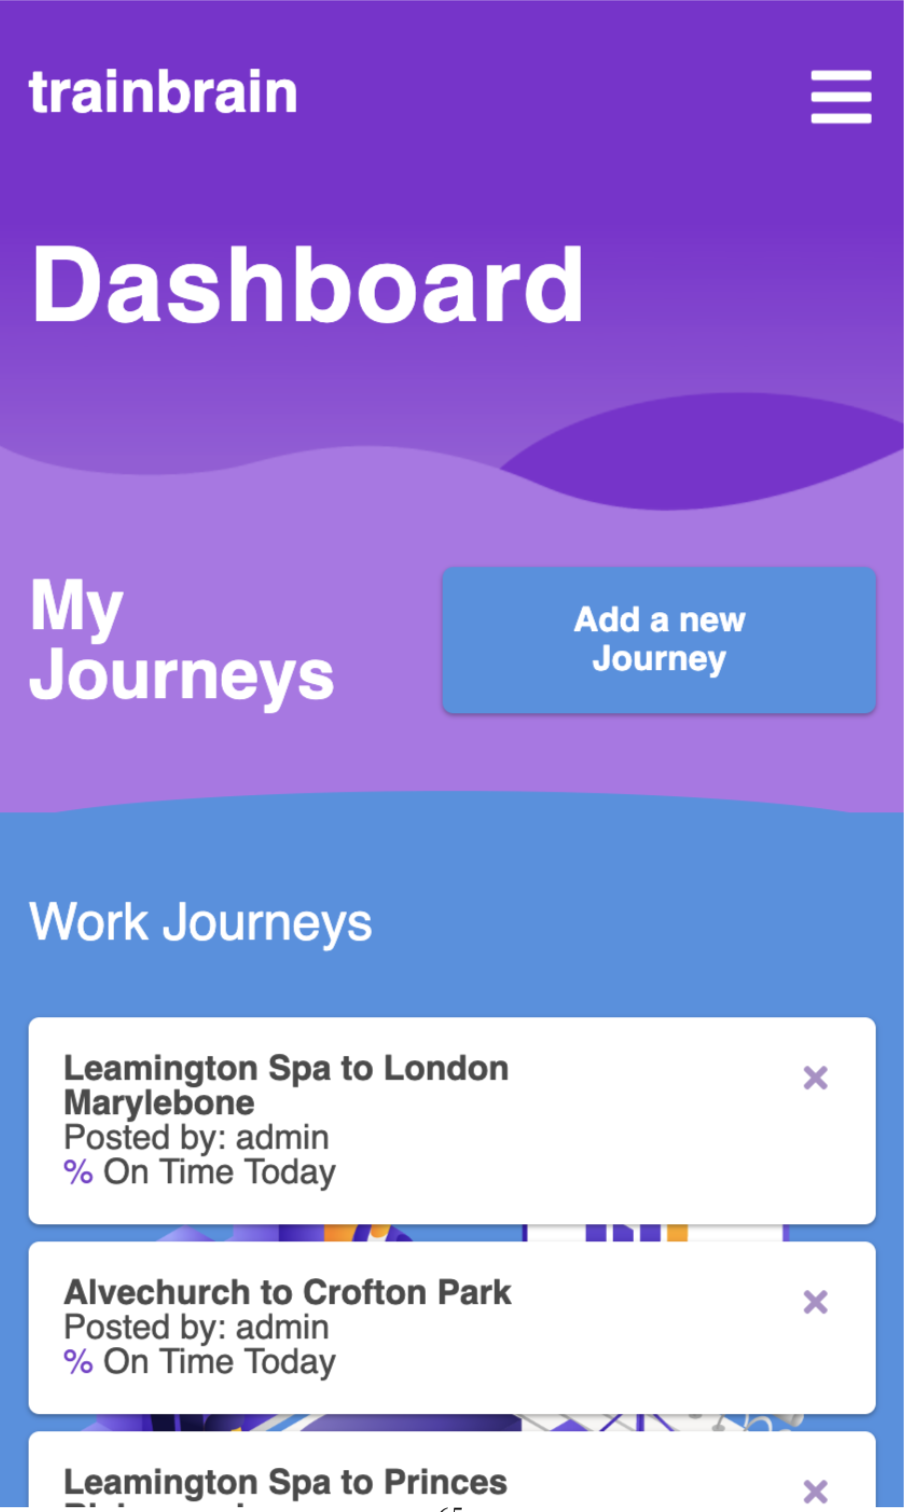 trainbrain
Dashboard
My
Journeys
Add a new
Journey
Work Journeys
Leamington Spa to London
Marylebone
Posted by: admin
% On Time Today
Alvechurch to Crofton Park
Posted by: admin
% On Time Today
Leamington Spa to Princes